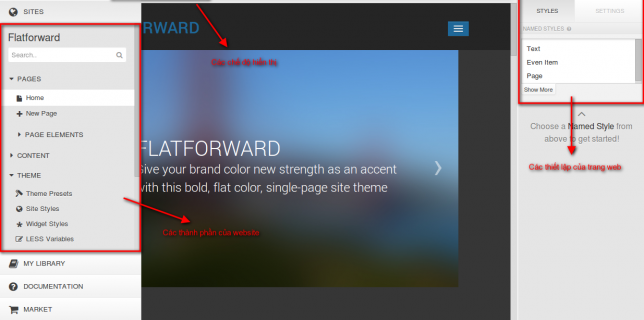 SITES
Flatforward
Search..
PAGES
Home
New Page
PAGE ELEMENTS
CONTENT
THEME
Theme Presets
Site Styles
Widget Styles
LESS Variables
MY LIBRARY
DOCUMENTATION
MARKET
RWARD
Các chế độ hiển thị
FLATFORWARD
Give your brand color new strength as an accent
with this bold, flat color, single-page site theme
Các thành phần của website
STYLES
SETTINGS
NAMED STYLES
Text
Even Item
Page
Show More
Choose a Named Style from
above to get started!
Các thiết lập của trang web